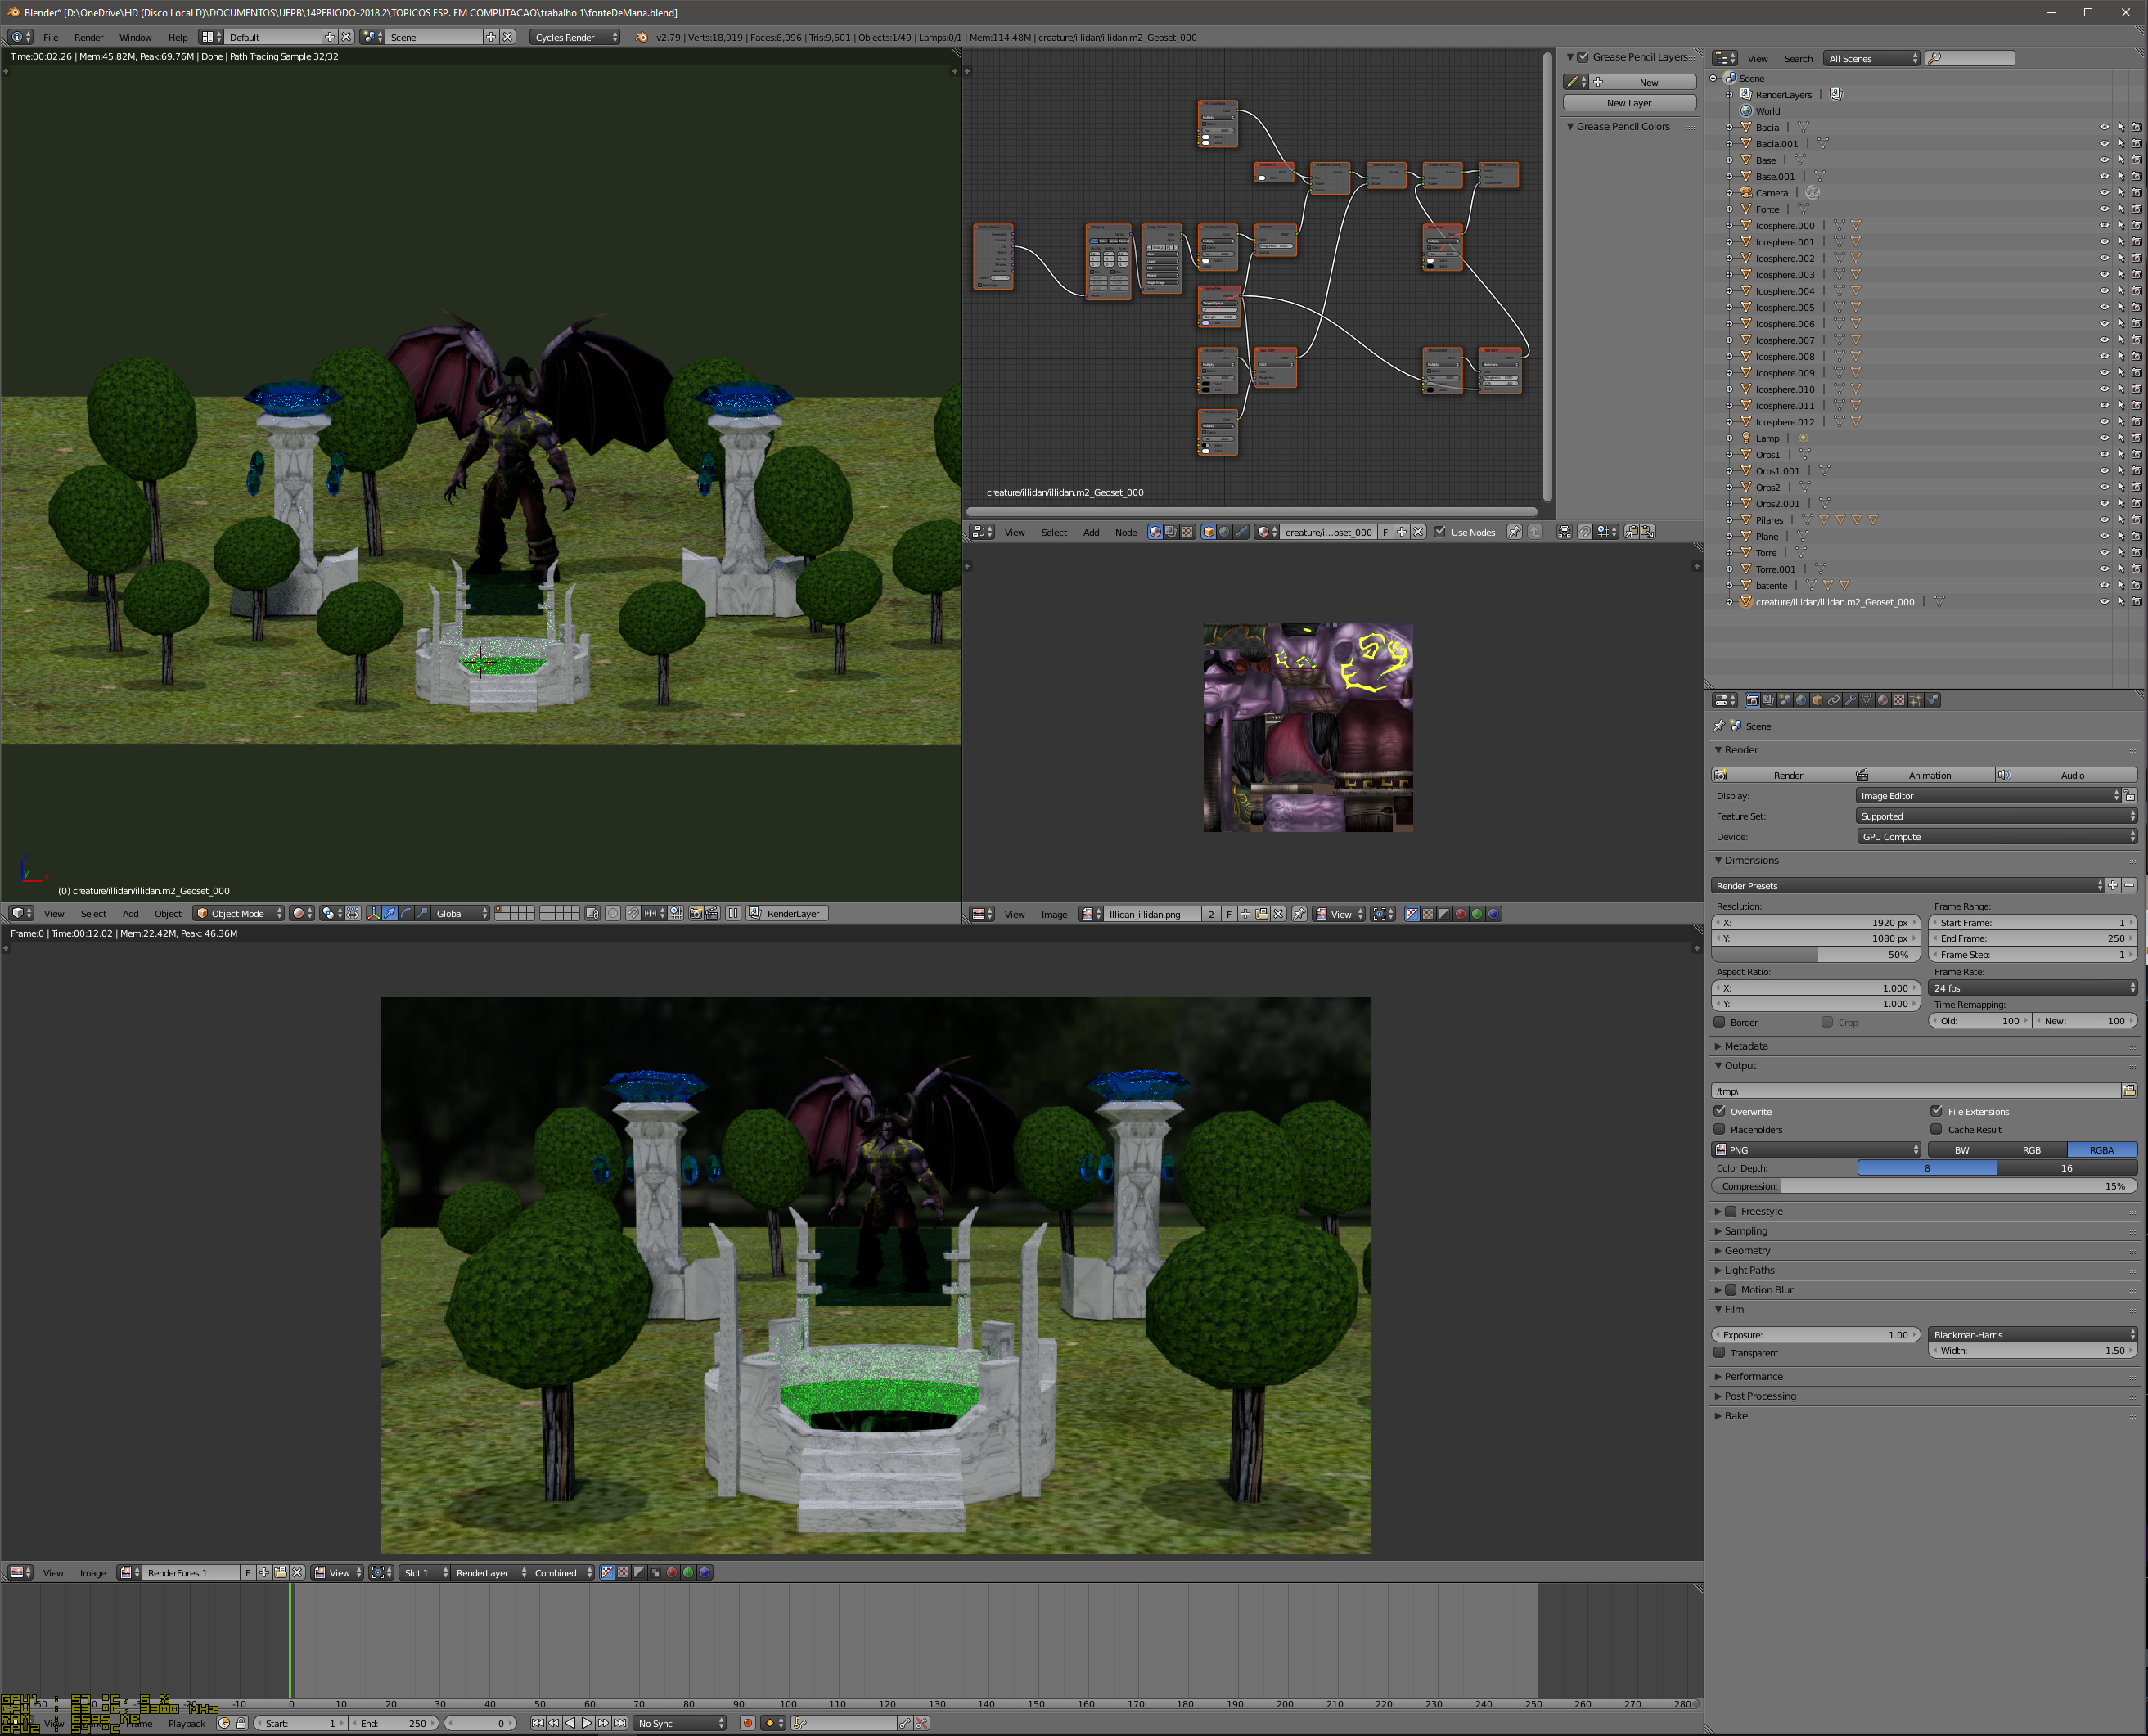 Blender* [D:\OneDrive\HD (Disco Local D)\DOCUMENTOS\UFPB\14PERIODO-2018.2\TOPICOS ESP. EM COMPUTACAO\trabalho 1\fonteDeMana.blend]
File Render Window Help Default Scene Cycles Render v2.79 | Verts:18,919 | Faces:8,096 | Tris:9,601 | Objects:1/49 | Lamps:0/1 | Mem:114.48M | creature/illidan/illidan.m2_Geoset_000
Time:00:02.26 | Mem:45.82M, Peak:69.76M | Done | Path Tracing Sample 32/32
(0) creature/illidan/illidan.m2_Geoset_000
View Select Add Object Object Mode Global RenderLayer
creature/illidan/illidan.m2_Geoset_000
View Select Add Node creature/i...oset_000 F Use Nodes
Grease Pencil Layers
New
New Layer
Grease Pencil Colors
View Image Illidan_illidan.png 2 F View
View Search All Scenes
Scene
RenderLayers
World
Bacia
Bacia.001
Base
Base.001
Camera
Fonte
Icosphere.000
Icosphere.001
Icosphere.002
Icosphere.003
Icosphere.004
Icosphere.005
Icosphere.006
Icosphere.007
Icosphere.008
Icosphere.009
Icosphere.010
Icosphere.011
Icosphere.012
Lamp
Orbs1
Orbs1.001
Orbs2
Orbs2.001
Pilares
Plane
Torre
Torre.001
batente
creature/illidan/illidan.m2_Geoset_000
Scene
Render
Render Animation Audio
Display: Image Editor
Feature Set: Supported
Device: GPU Compute
Dimensions
Render Presets
Resolution: Frame Range:
X: 1920 px Start Frame: 1
Y: 1080 px End Frame: 250
50% Frame Step: 1
Aspect Ratio: Frame Rate:
X: 1.000 24 fps
Y: 1.000 Time Remapping:
Border Crop Old: 100 New: 100
Metadata
Output
/tmp\
Overwrite File Extensions
Placeholders Cache Result
PNG BW RGB RGBA
Color Depth: 8 16
Compression: 15%
Freestyle
Sampling
Geometry
Light Paths
Motion Blur
Film
Exposure: 1.00 Blackman-Harris
Transparent Width: 1.50
Performance
Post Processing
Bake
Frame:0 | Time:00:12.02 | Mem:22.42M, Peak: 46.36M
View Image RenderForest1 F View Slot 1 RenderLayer Combined
-10 0 10 20 30 40 50 60 70 80 90 100 110 120 130 140 150 160 170 180 190 200 210 220 230 240 250 260 270 280
View Frame Playback Start: 1 End: 250 0 No Sync